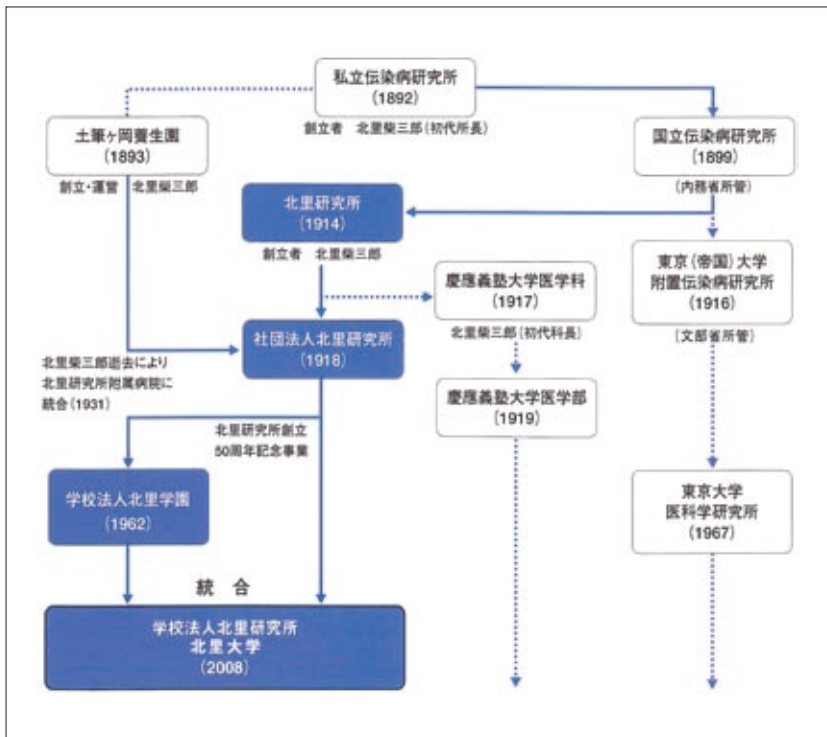 私立伝染病研究所
(1892)
創立者 北里柴三郎(初代所長)
土筆ヶ岡養生園
(1893)
創立・運営 北里柴三郎
国立伝染病研究所
(1899)
(内務省所管)
北里研究所
(1914)
創立者 北里柴三郎
東京(帝国)大学
附置伝染病研究所
(1916)
(文部省所管)
慶應義塾大学医学科
(1917)
北里柴三郎(初代科長)
社団法人北里研究所
(1918)
北里柴三郎逝去により
北里研究所附属病院に
統合(1931)
慶應義塾大学医学部
(1919)
北里研究所創立
50周年記念事業
学校法人北里学園
(1962)
東京大学
医科学研究所
(1967)
統 合
学校法人北里研究所
北里大学
(2008)